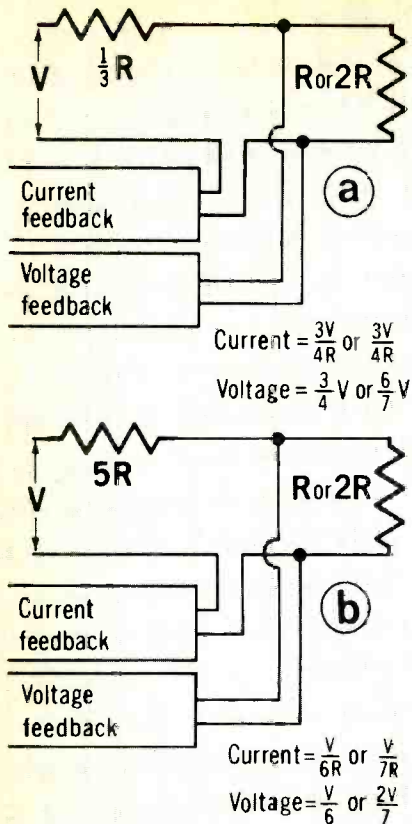 V
⅓R
R or 2R
Current
feedback
Voltage
feedback
a
Current = 3V/4R or 3V/4R
Voltage = 3/4 V or 6/7 V
V
5R
R or 2R
Current
feedback
Voltage
feedback
b
Current = V/6R or V/7R
Voltage = V/6 or 2V/7